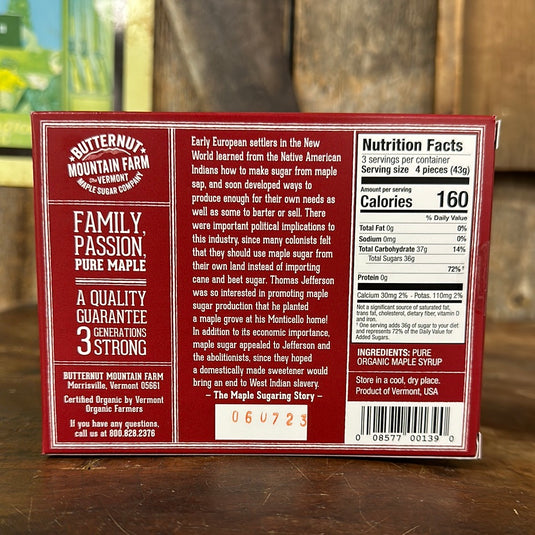 BUTTERNUT
MOUNTAIN FARM
The VERMONT
MAPLE SUGAR COMPANY
FAMILY,
PASSION,
PURE MAPLE
A QUALITY
GUARANTEE
3 GENERATIONS
STRONG
BUTTERNUT MOUNTAIN FARM
Morrisville, Vermont 05661
Certified Organic by Vermont
Organic Farmers
If you have any questions,
call us at 800.828.2376
Early European settlers in the New
World learned from the Native American
Indians how to make sugar from maple
sap, and soon developed ways to
produce enough for their own needs as
well as some to barter or sell. There
were important political implications to
this industry, since many colonists felt
that they should use maple sugar from
their own land instead of importing
cane and beet sugar. Thomas Jefferson
was so interested in promoting maple
sugar production that he planted
a maple grove at his Monticello home!
In addition to its economic importance,
maple sugar appealed to Jefferson and
the abolitionists, since they hoped
a domestically made sweetener would
bring an end to West Indian slavery.
– The Maple Sugaring Story –
060723
Nutrition Facts
3 servings per container
Serving size 4 pieces (43g)
Amount per serving
Calories 160
% Daily Value
Total Fat 0g 0%
Sodium 0mg 0%
Total Carbohydrate 37g 14%
Total Sugars 36g
72%†
Protein 0g
Calcium 30mg 2% • Potas. 110mg 2%
Not a significant source of saturated fat,
trans fat, cholesterol, dietary fiber, vitamin D
and iron.
† One serving adds 36g of sugar to your diet
and represents 72% of the Daily Value for
Added Sugars.
INGREDIENTS: PURE
ORGANIC MAPLE SYRUP
Store in a cool, dry place.
Product of Vermont, USA
0 08577 00139 0